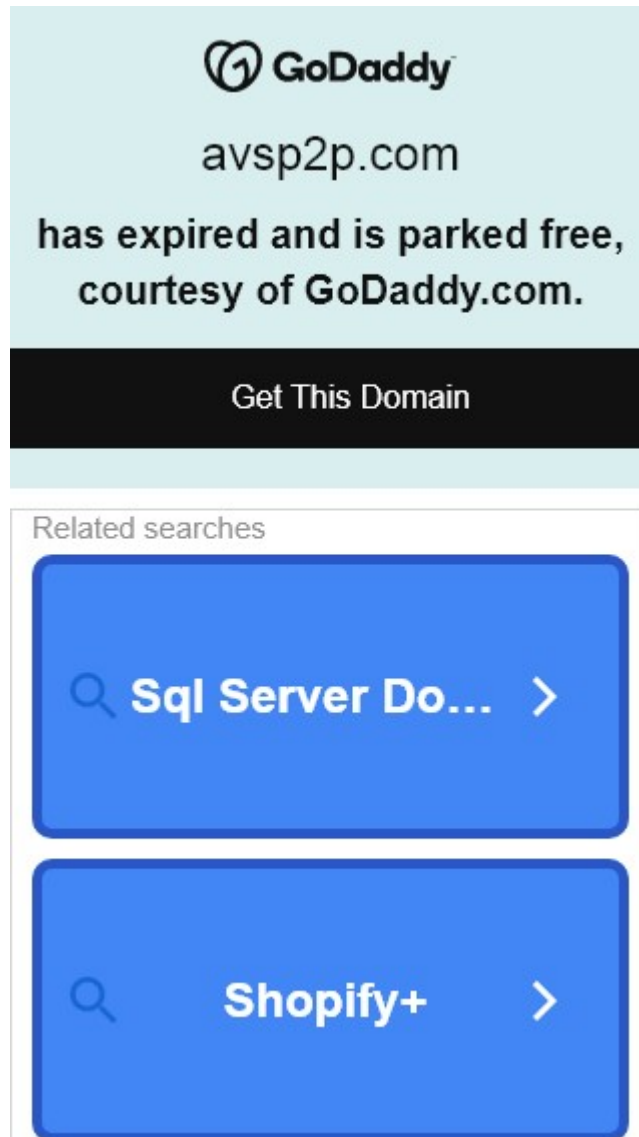 GoDaddy
avsp2p.com
has expired and is parked free,
courtesy of GoDaddy.com.
Get This Domain
Related searches
Sql Server Do...
Shopify+